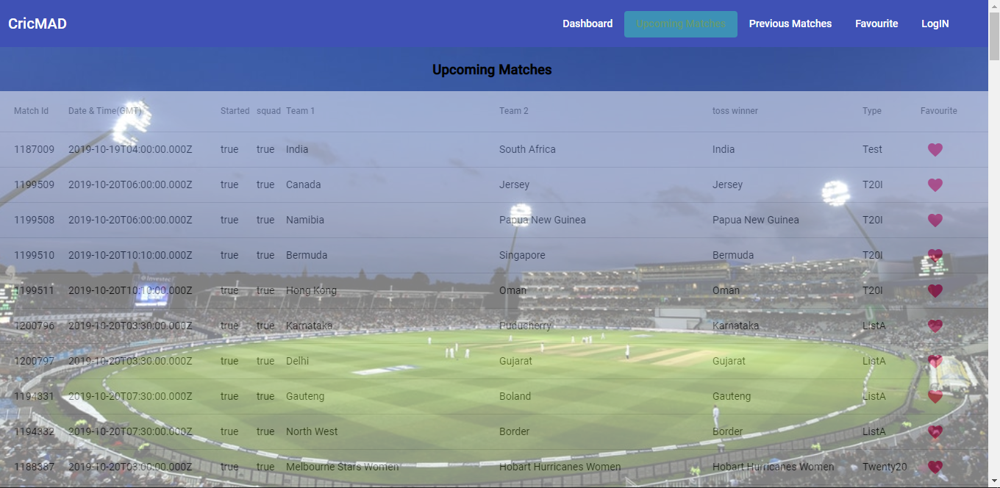 CricMAD Dashboard Upcoming Matches Previous Matches Favourite LogIN
Upcoming Matches
Match Id Date & Time(GMT) Started squad Team 1 Team 2 toss winner Type Favourite
1187009 2019-10-19T04:00:00.000Z true true India South Africa India Test
1199509 2019-10-20T06:00:00.000Z true true Canada Jersey Jersey T20I
1199508 2019-10-20T06:00:00.000Z true true Namibia Papua New Guinea Papua New Guinea T20I
1199510 2019-10-20T10:10:00.000Z true true Bermuda Singapore Bermuda T20I
1199511 2019-10-20T10:10:00.000Z true true Hong Kong Oman Oman T20I
1200796 2019-10-20T03:30:00.000Z true true Karnataka Puducherry Karnataka ListA
1200797 2019-10-20T03:30:00.000Z true true Delhi Gujarat Gujarat ListA
1194331 2019-10-20T07:30:00.000Z true true Gauteng Boland Gauteng ListA
1194332 2019-10-20T07:30:00.000Z true true North West Border Border ListA
1188387 2019-10-20T03:00:00.000Z true true Melbourne Stars Women Hobart Hurricanes Women Hobart Hurricanes Women Twenty20